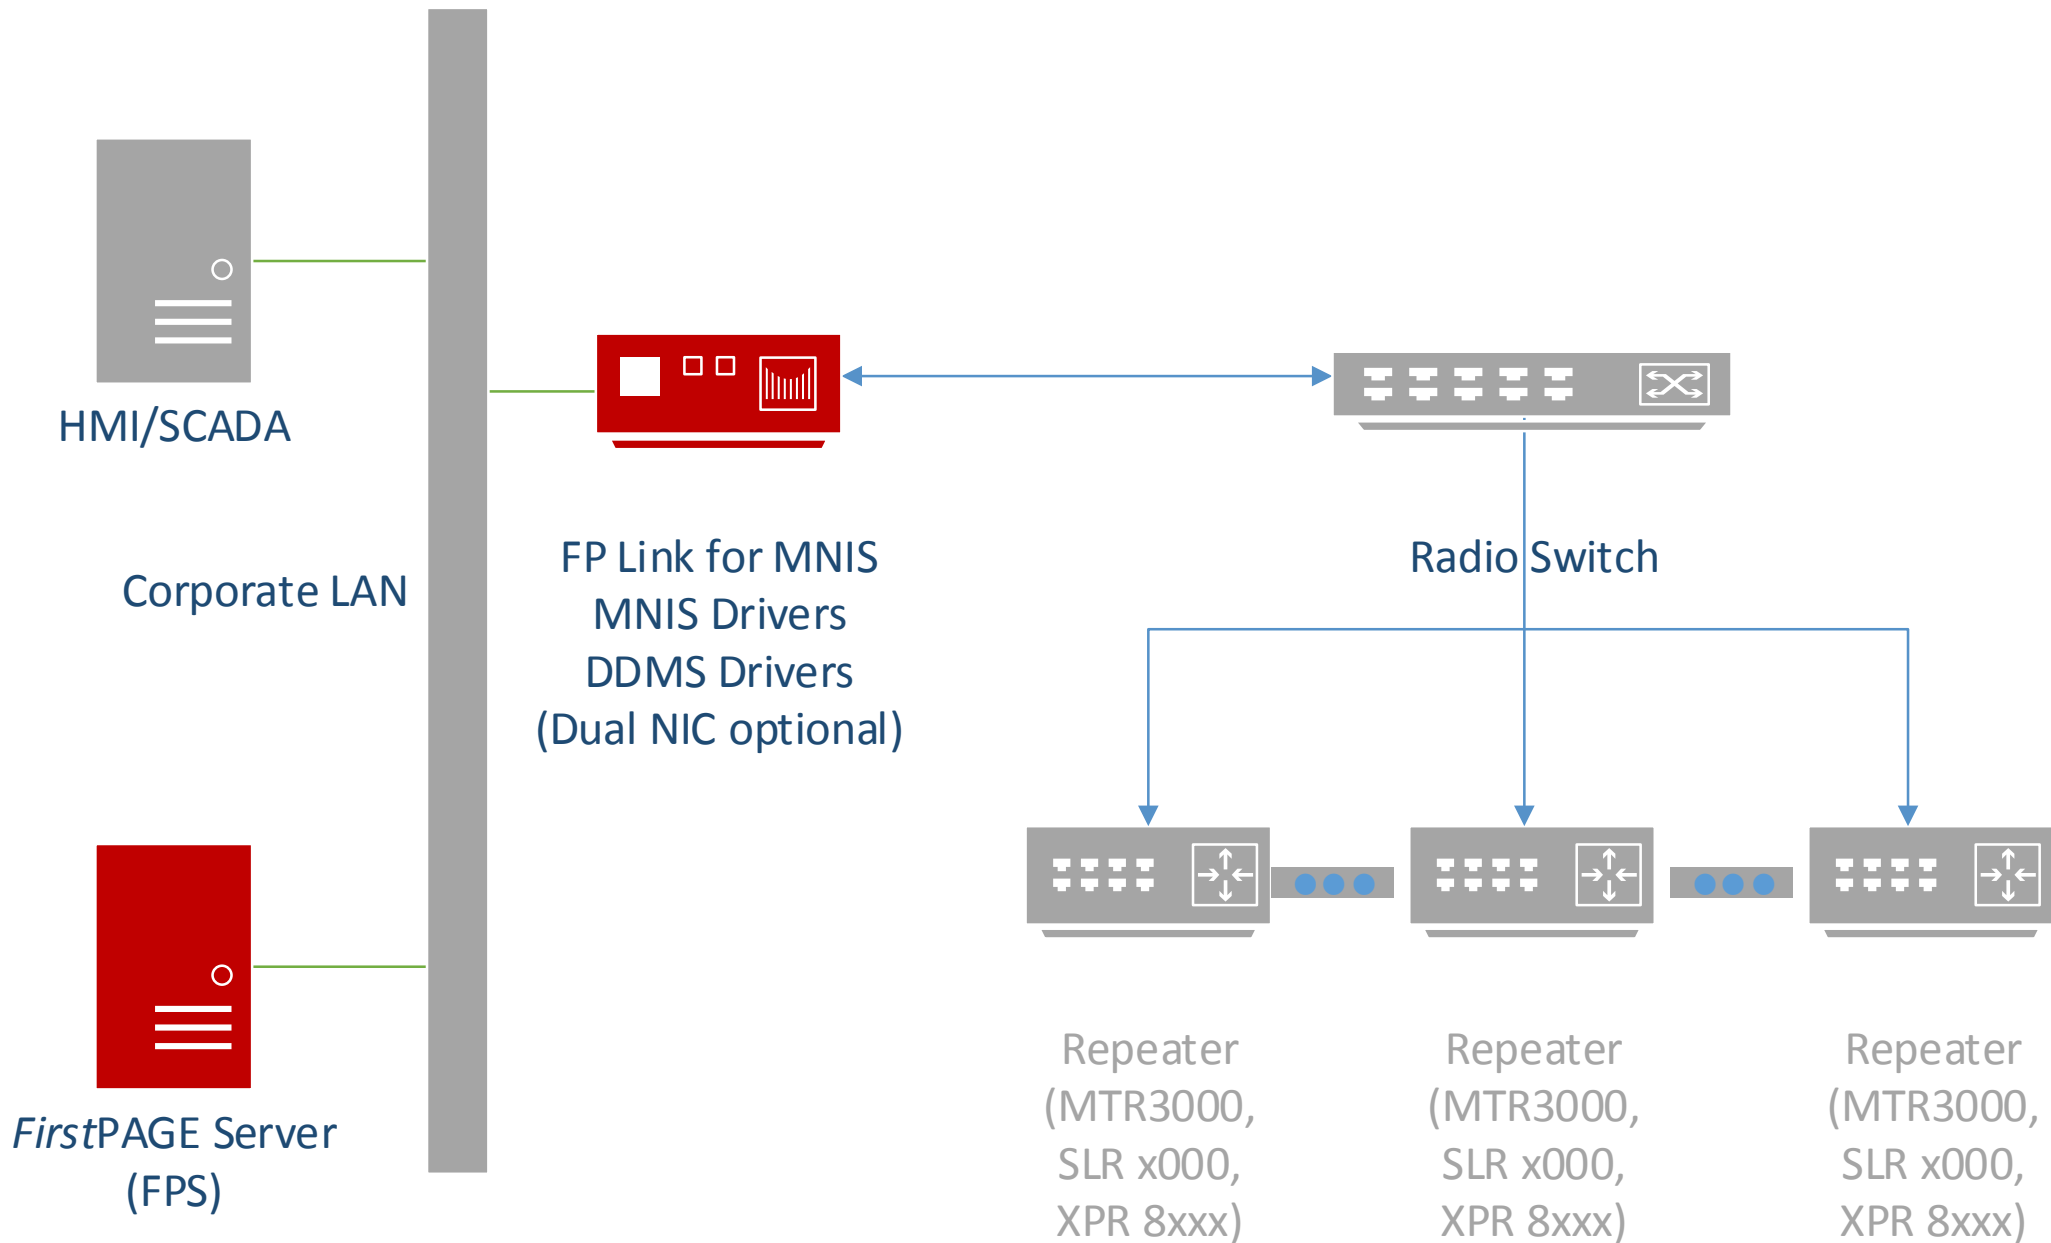 HMI/SCADA
Corporate LAN
FirstPAGE Server
(FPS)
FP Link for MNIS
MNIS Drivers
DDMS Drivers
(Dual NIC optional)
Radio Switch
Repeater
(MTR3000,
SLR x000,
XPR 8xxx)
Repeater
(MTR3000,
SLR x000,
XPR 8xxx)
Repeater
(MTR3000,
SLR x000,
XPR 8xxx)